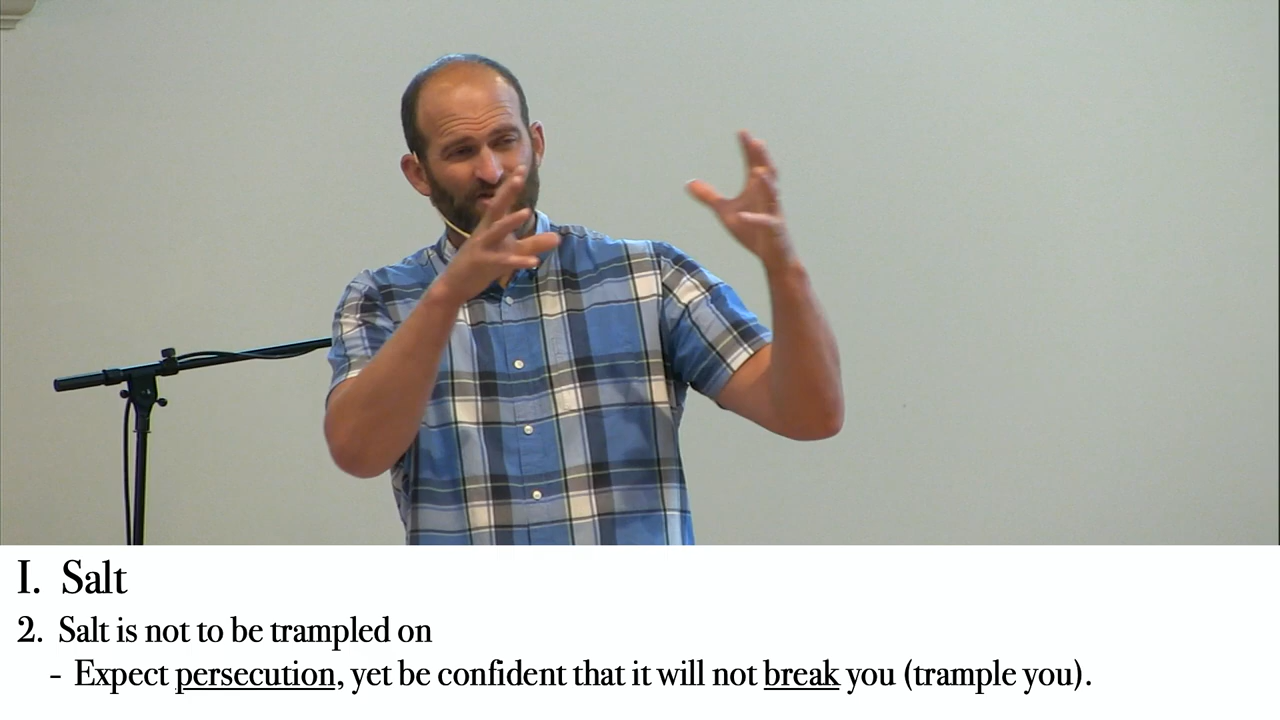 I. Salt
2. Salt is not to be trampled on
- Expect persecution, yet be confident that it will not break you (trample you).